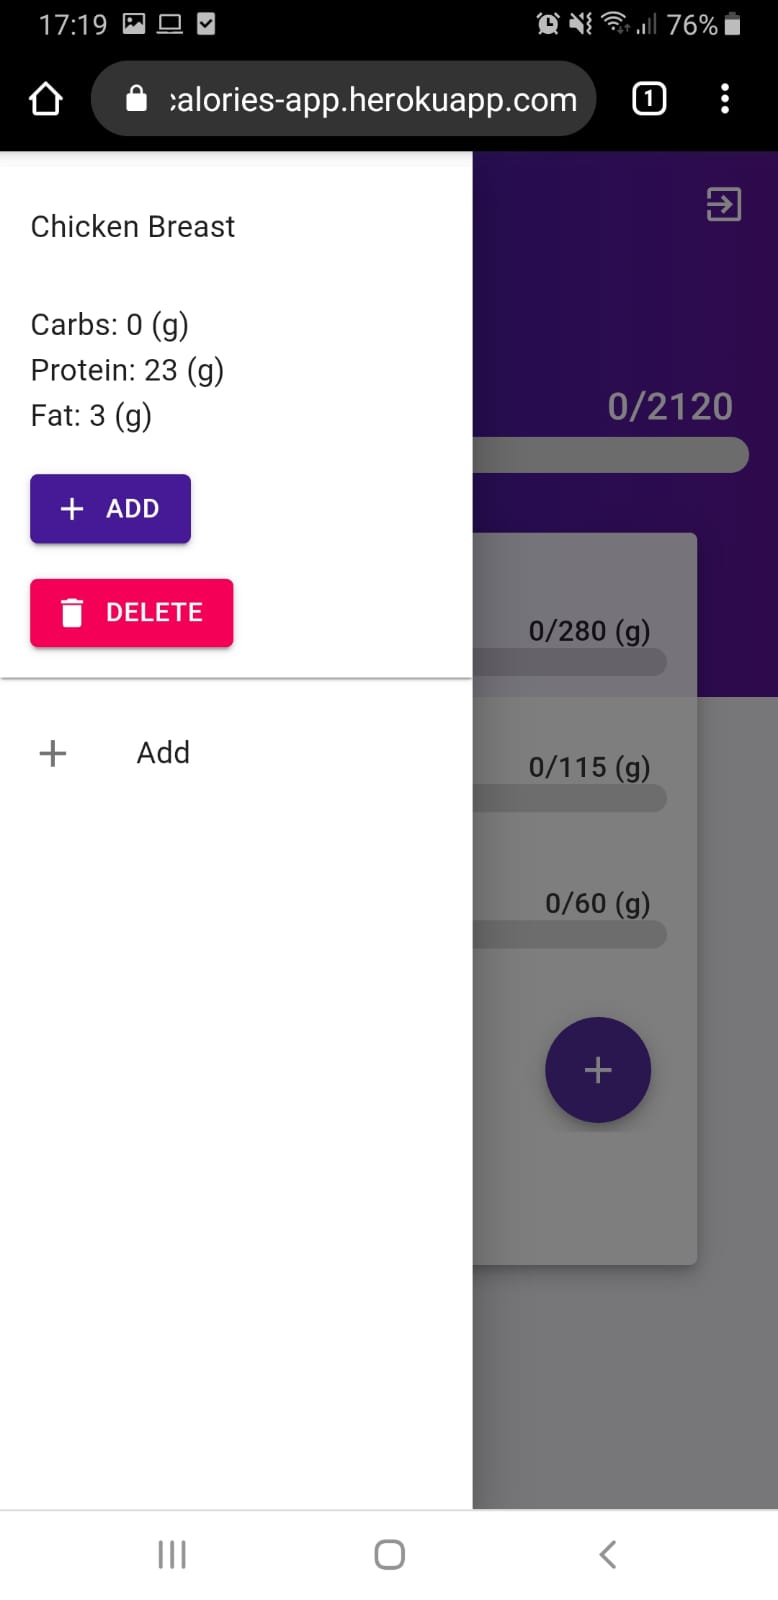 17:19
76%
:alories-app.herokuapp.com
1
Chicken Breast
Carbs: 0 (g)
Protein: 23 (g)
Fat: 3 (g)
+ ADD
DELETE
+ Add
0/2120
0/280 (g)
0/115 (g)
0/60 (g)
+